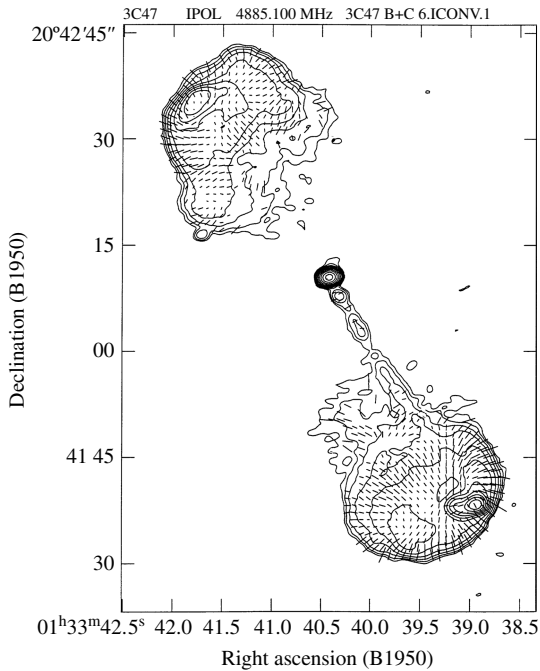 3C47 IPOL 4885.100 MHz 3C47 B+C 6.ICONV.1
20°42′45″
30
15
00
41 45
30
Declination (B1950)
01ʰ33ᵐ42.5ˢ 42.0 41.5 41.0 40.5 40.0 39.5 39.0 38.5
Right ascension (B1950)